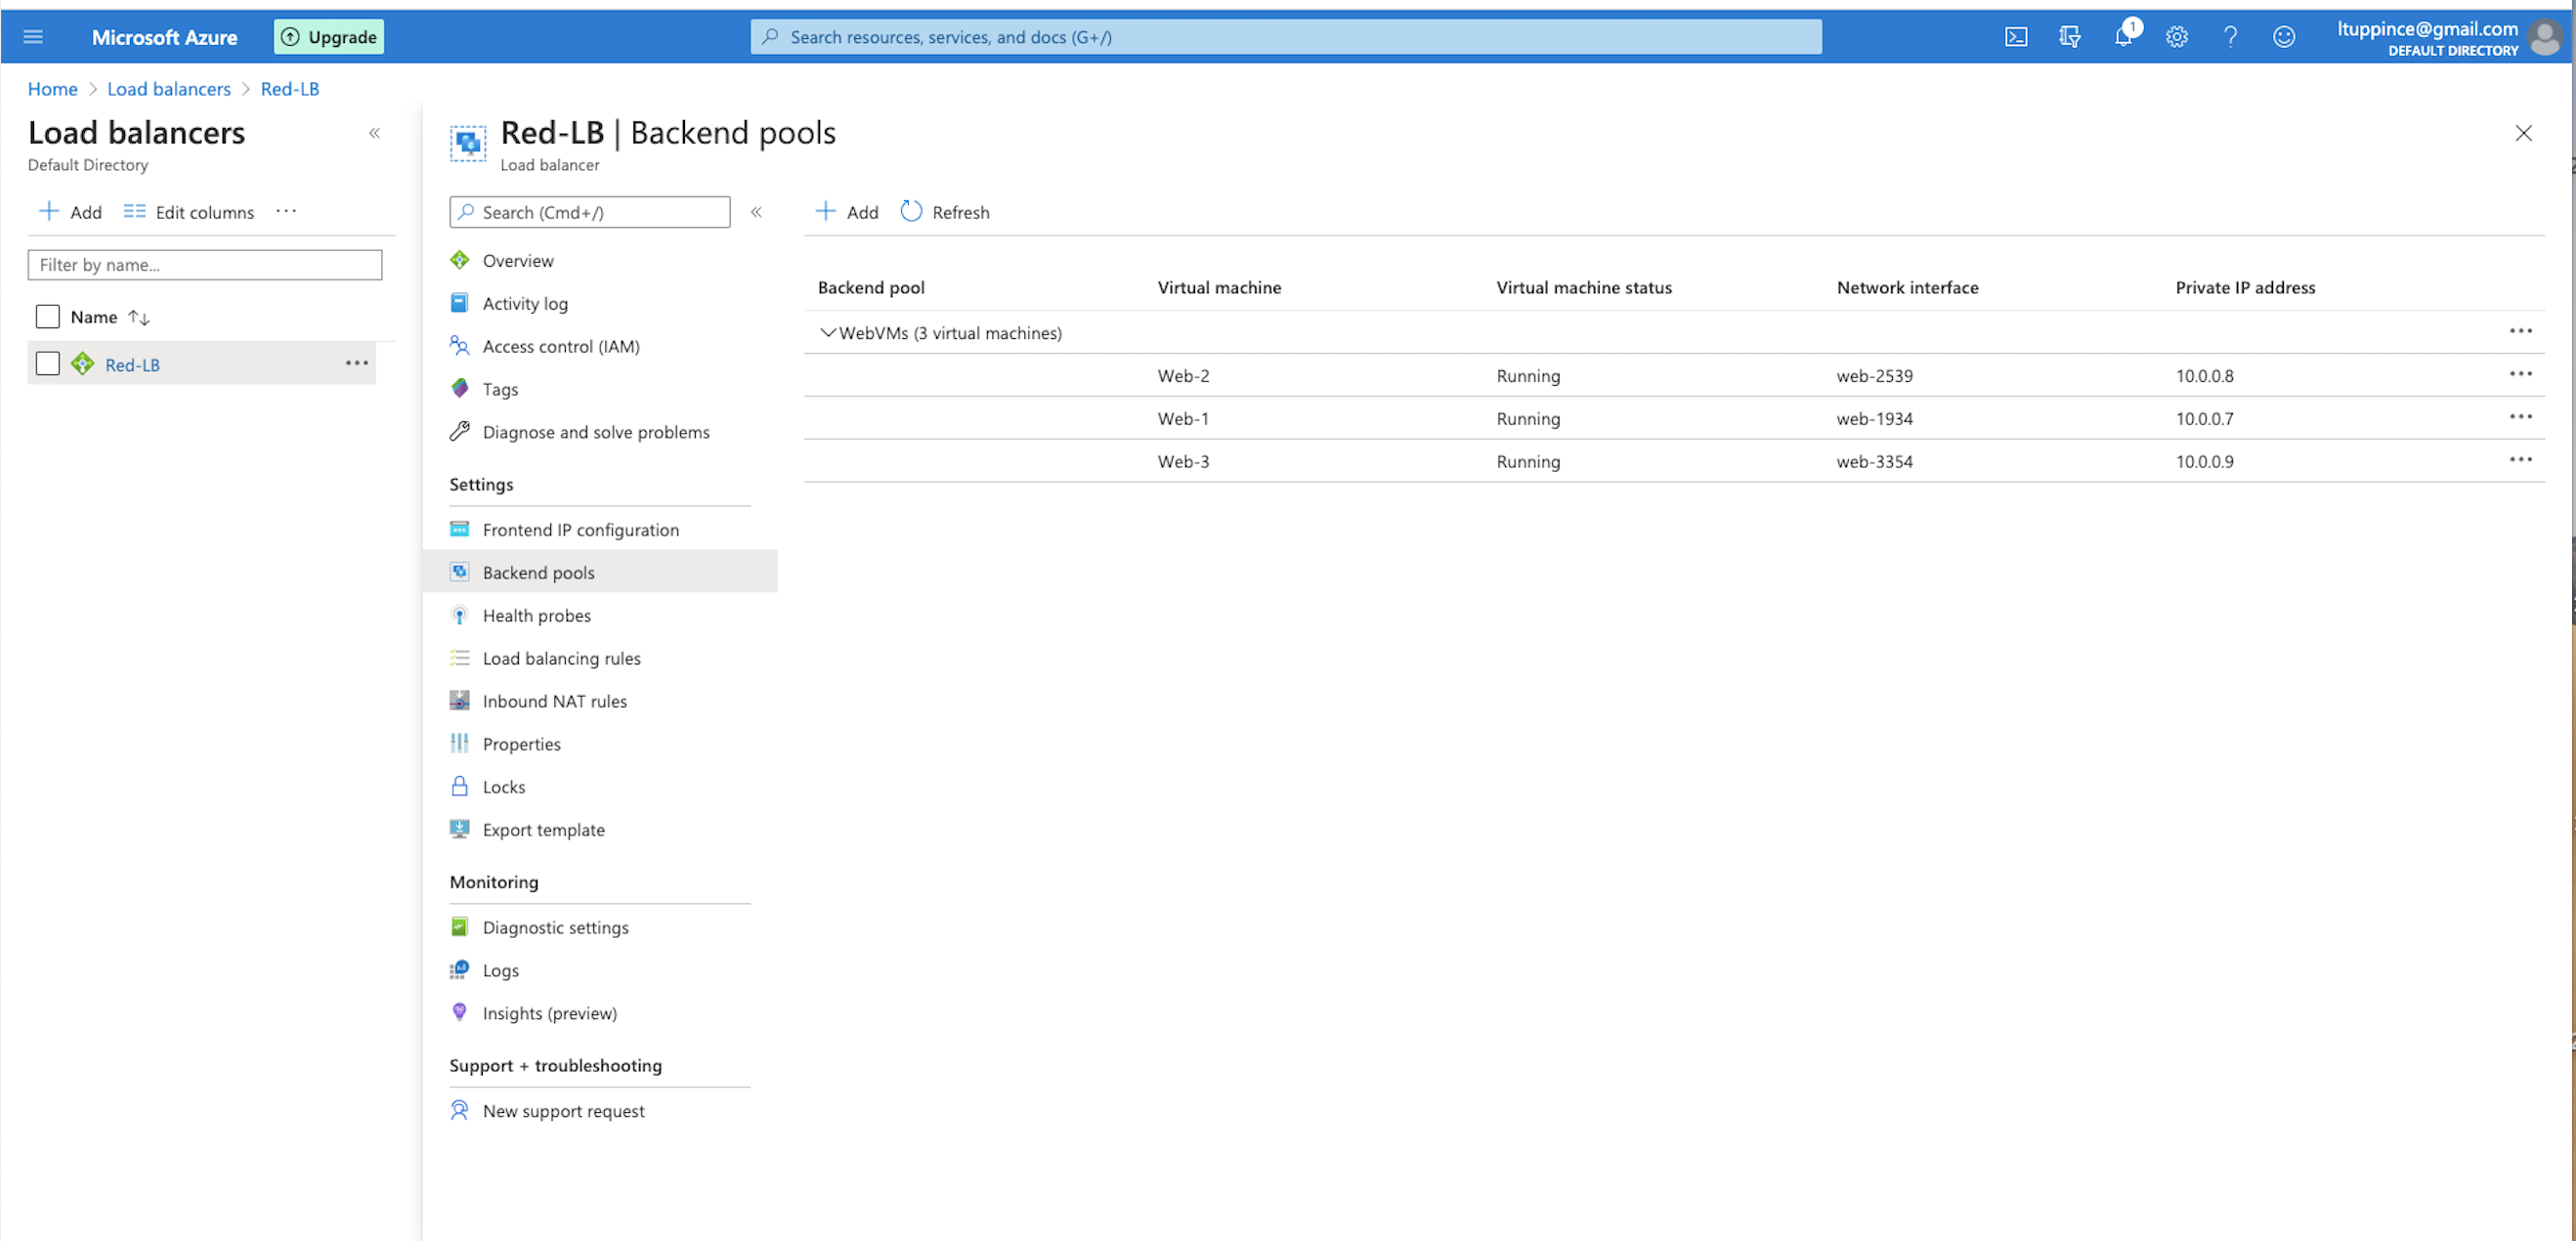 Microsoft Azure
Upgrade
Search resources, services, and docs (G+/)
1
ltuppince@gmail.com
DEFAULT DIRECTORY
Home > Load balancers > Red-LB
Load balancers
Default Directory
Add Edit columns
Filter by name...
Name
Red-LB
Red-LB | Backend pools
Load balancer
Search (Cmd+/)
Overview
Activity log
Access control (IAM)
Tags
Diagnose and solve problems
Settings
Frontend IP configuration
Backend pools
Health probes
Load balancing rules
Inbound NAT rules
Properties
Locks
Export template
Monitoring
Diagnostic settings
Logs
Insights (preview)
Support + troubleshooting
New support request
Add Refresh
Backend pool Virtual machine Virtual machine status Network interface Private IP address
WebVMs (3 virtual machines)
Web-2 Running web-2539 10.0.0.8
Web-1 Running web-1934 10.0.0.7
Web-3 Running web-3354 10.0.0.9